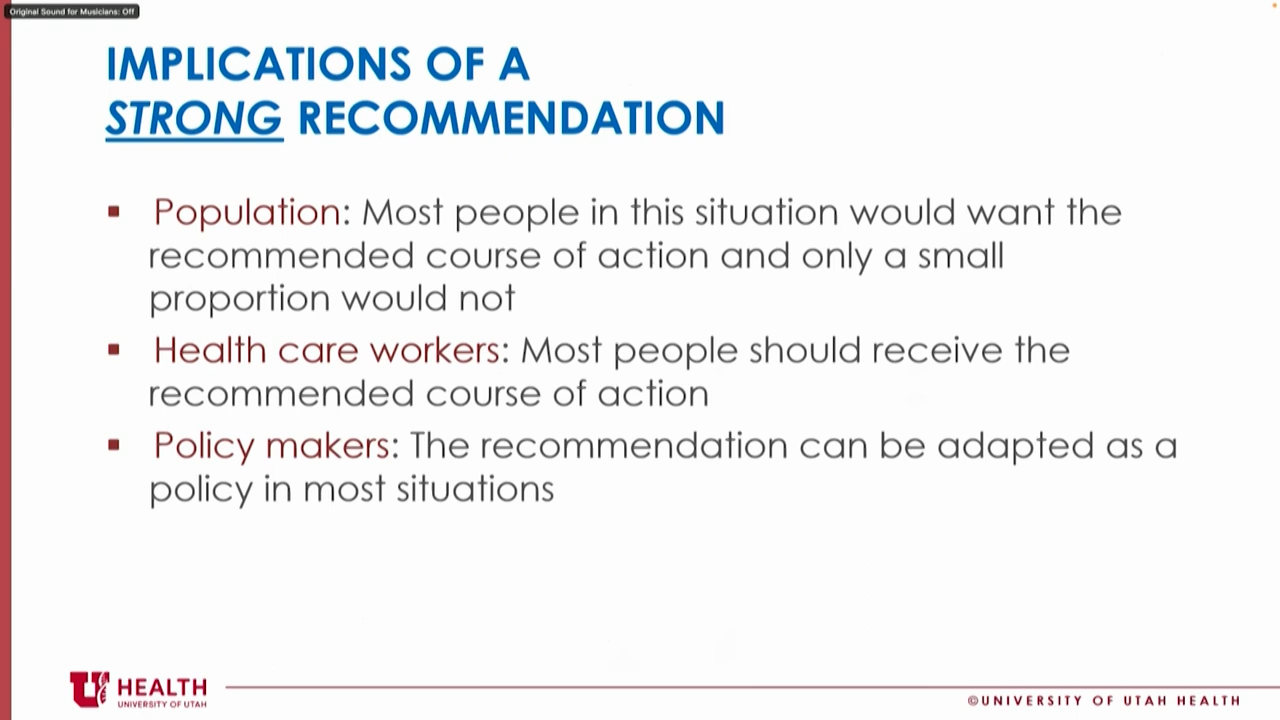 Original Sound for Musicians: Off
IMPLICATIONS OF A
STRONG RECOMMENDATION
▪ Population: Most people in this situation would want the
recommended course of action and only a small
proportion would not
▪ Health care workers: Most people should receive the
recommended course of action
▪ Policy makers: The recommendation can be adapted as a
policy in most situations
U HEALTH
UNIVERSITY OF UTAH
©UNIVERSITY OF UTAH HEALTH